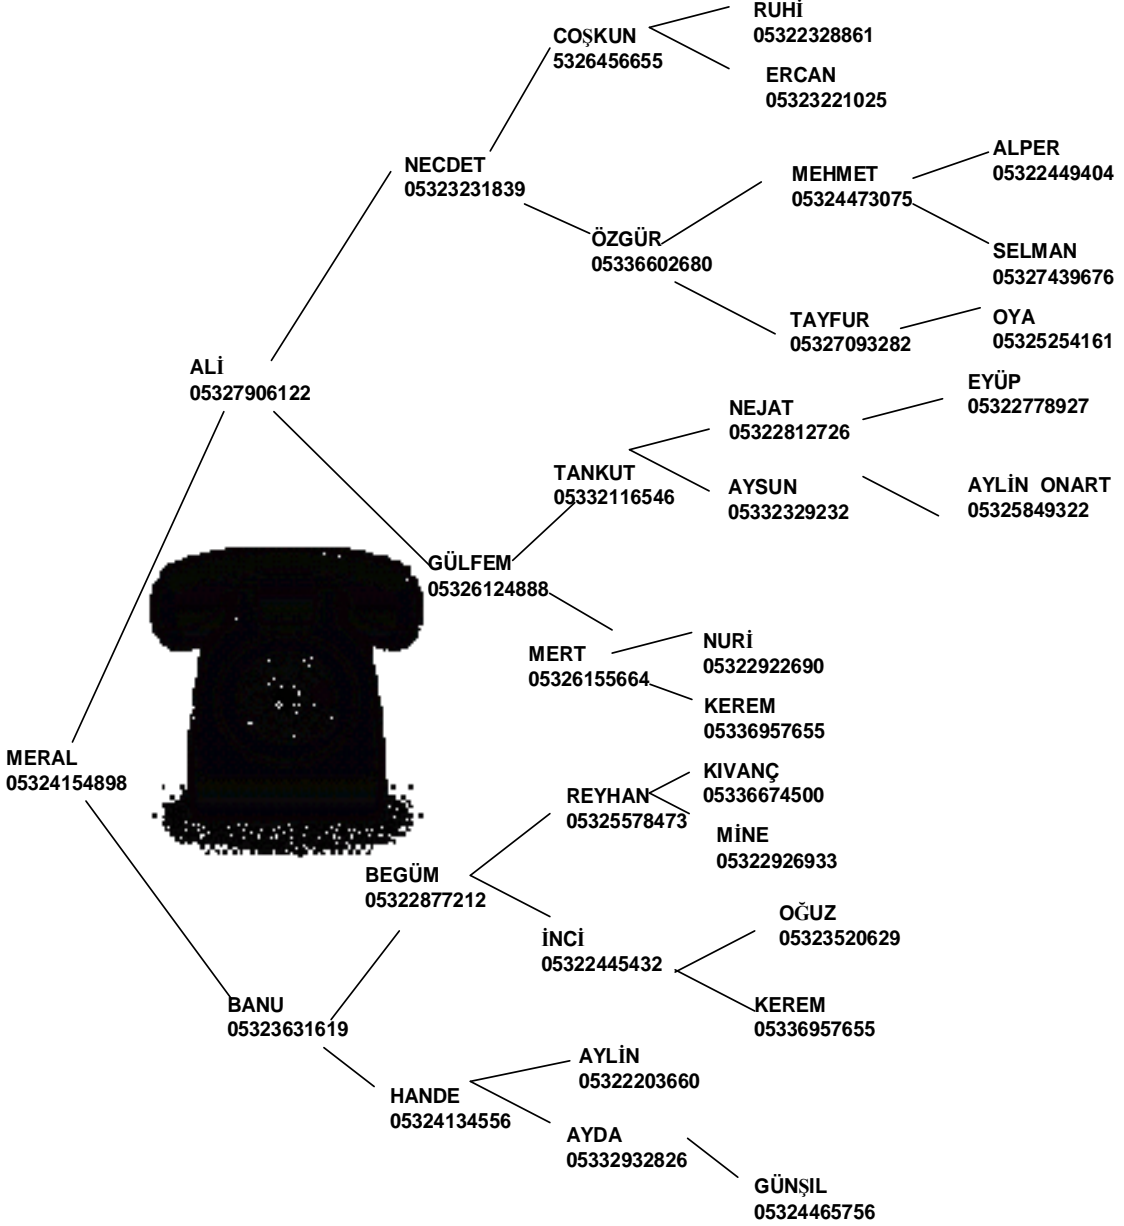 RUHİ
05322328861
COŞKUN
5326456655
ERCAN
05323221025
NECDET
05323231839
ALPER
05322449404
MEHMET
05324473075
ÖZGÜR
05336602680
SELMAN
05327439676
TAYFUR
05327093282
OYA
05325254161
ALİ
05327906122
EYÜP
05322778927
NEJAT
05322812726
TANKUT
05332116546
AYSUN
05332329232
AYLİN ONART
05325849322
GÜLFEM
05326124888
MERT
05326155664
NURİ
05322922690
KEREM
05336957655
MERAL
05324154898
KIVANÇ
05336674500
REYHAN
05325578473
MİNE
05322926933
BEGÜM
05322877212
OĞUZ
05323520629
İNCİ
05322445432
BANU
05323631619
KEREM
05336957655
AYLİN
05322203660
HANDE
05324134556
AYDA
05332932826
GÜNŞIL
05324465756